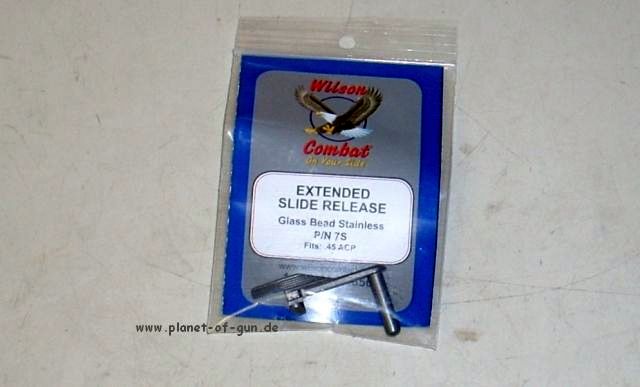 Wilson
Combat
On Your Side
EXTENDED
SLIDE RELEASE
Glass Bead Stainless
P/N 7S
Fits: .45 ACP
www.planet-of-gun.de